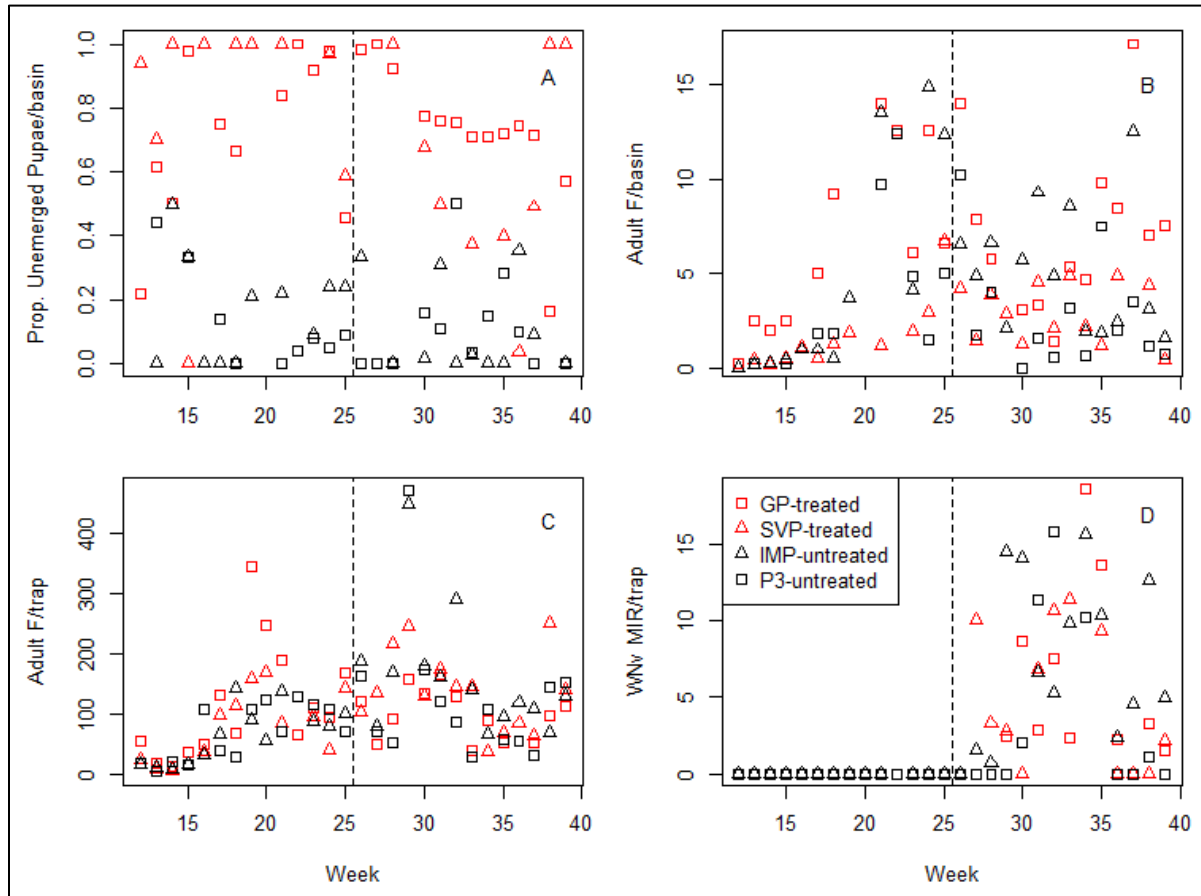 A
Prop. Unemerged Pupae/basin
0.0 0.2 0.4 0.6 0.8 1.0
15 20 25 30 35 40
B
Adult F/basin
0 5 10 15
15 20 25 30 35 40
C
Adult F/trap
0 100 200 300 400
15 20 25 30 35 40
Week
D
GP-treated
SVP-treated
IMP-untreated
P3-untreated
WNv MIR/trap
0 5 10 15
15 20 25 30 35 40
Week